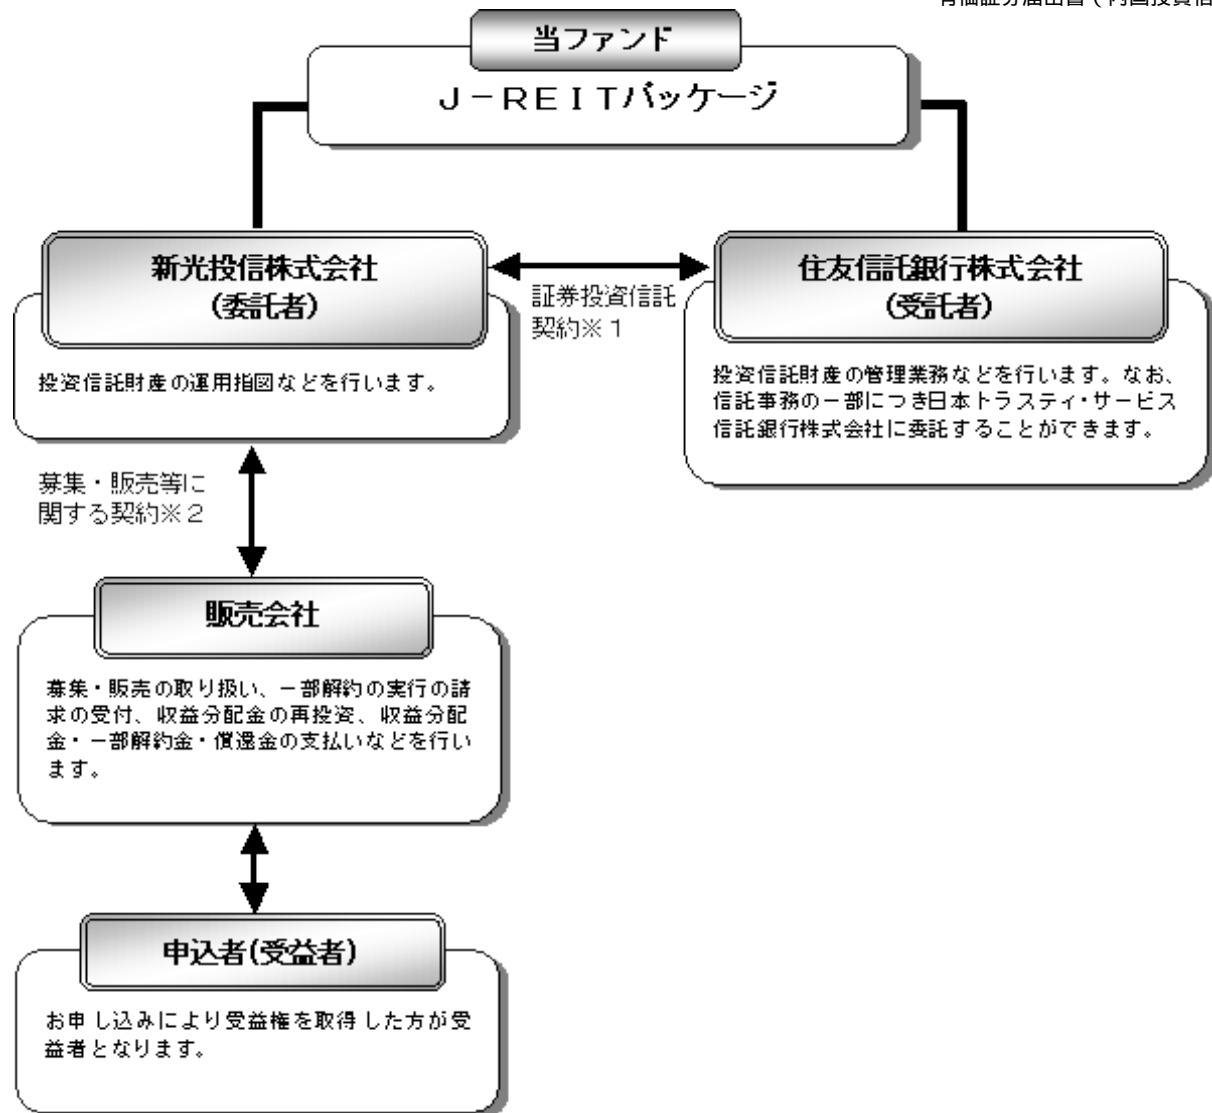 当ファンド
J－REITパッケージ
新光投信株式会社
(委託者)
投資信託財産の運用指図などを行います。
証券投資信託
契約※１
住友信託銀行株式会社
(受託者)
投資信託財産の管理業務などを行います。なお、
信託事務の一部につき日本トラスティ・サービス
信託銀行株式会社に委託することができます。
募集・販売等に
関する契約※２
販売会社
募集・販売の取り扱い、一部解約の実行の請
求の受付、収益分配金の再投資、収益分配
金・一部解約金・償還金の支払いなどを行い
ます。
申込者(受益者)
お申し込みにより受益権を取得した方が受
益者となります。